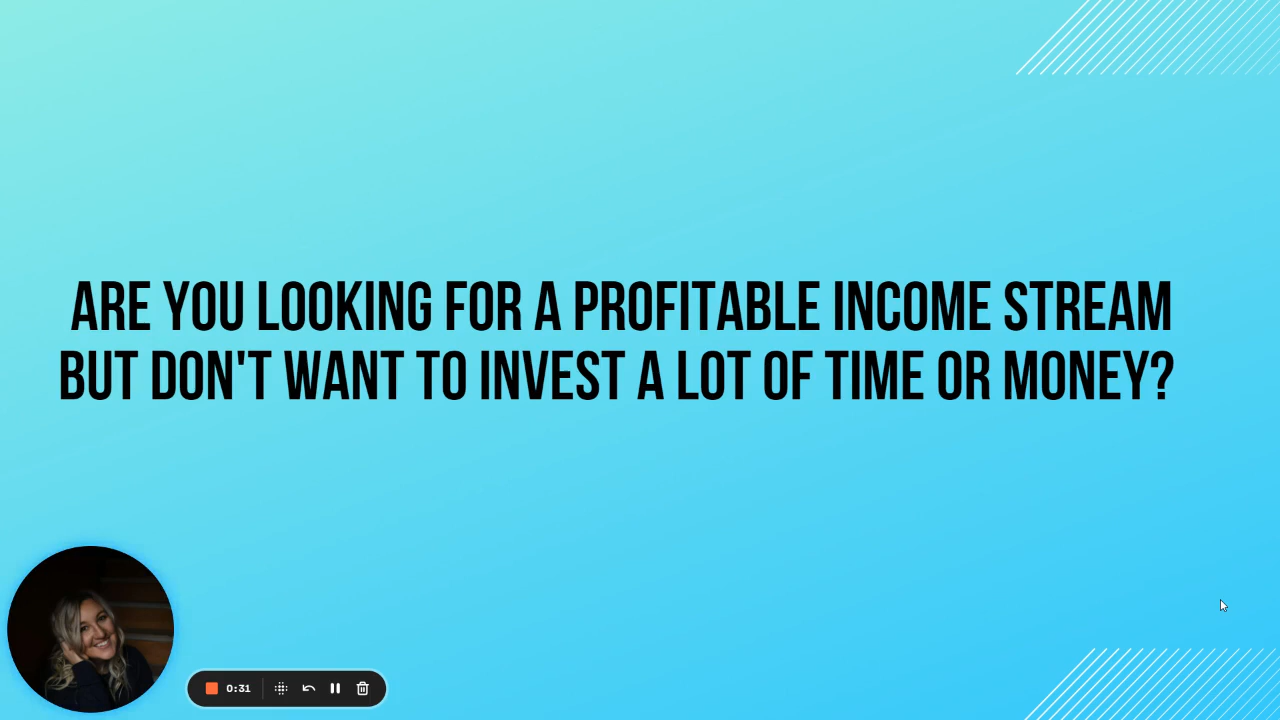 ARE YOU LOOKING FOR A PROFITABLE INCOME STREAM
BUT DON'T WANT TO INVEST A LOT OF TIME OR MONEY?
0:31